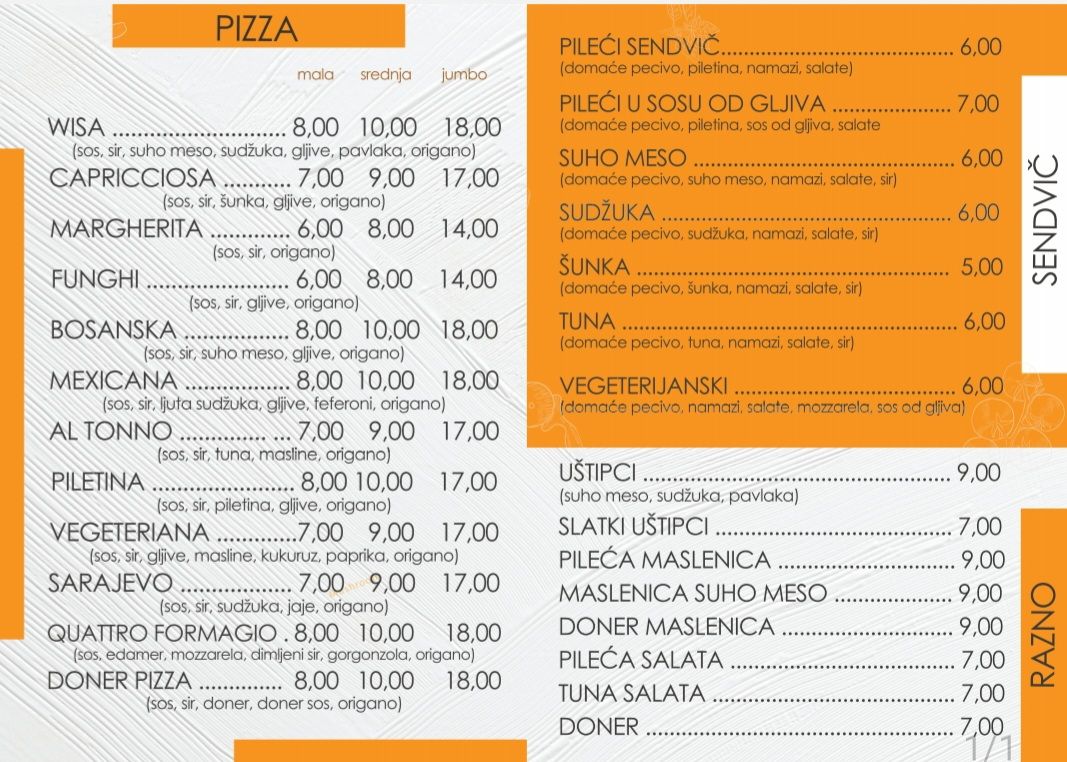 PIZZA
mala srednja jumbo
WISA ............................ 8,00 10,00 18,00
(sos, sir, suho meso, sudžuka, gljive, pavlaka, origano)
CAPRICCIOSA ........... 7,00 9,00 17,00
(sos, sir, šunka, gljive, origano)
MARGHERITA ............. 6,00 8,00 14,00
(sos, sir, origano)
FUNGHI ....................... 6,00 8,00 14,00
(sos, sir, gljive, origano)
BOSANSKA ................. 8,00 10,00 18,00
(sos, sir, suho meso, gljive, origano)
MEXICANA ................. 8,00 10,00 18,00
(sos, sir, ljuta sudžuka, gljive, feferoni, origano)
AL TONNO .............. ... 7,00 9,00 17,00
(sos, sir, tuna, masline, origano)
PILETINA ....................... 8,00 10,00 17,00
(sos, sir, piletina, gljive, origano)
VEGETERIANA .............7,00 9,00 17,00
(sos, sir, gljive, masline, kukuruz, paprika, origano)
SARAJEVO ................... 7,00 9,00 17,00
(sos, sir, sudžuka, jaje, origano)
QUATTRO FORMAGIO . 8,00 10,00 18,00
(sos, edamer, mozzarela, dimljeni sir, gorgonzola, origano)
DONER PIZZA .............. 8,00 10,00 18,00
(sos, sir, doner, doner sos, origano)
SENDVIČ
PILEĆI SENDVIČ...................................... 6,00
(domaće pecivo, piletina, namazi, salate)
PILEĆI U SOSU OD GLJIVA ................... 7,00
(domaće pecivo, piletina, sos od gljiva, salate
SUHO MESO .......................................... 6,00
(domaće pecivo, suho meso, namazi, salate, sir)
SUDŽUKA ............................................... 6,00
(domaće pecivo, sudžuka, namazi, salate, sir)
ŠUNKA ................................................... 5,00
(domaće pecivo, šunka, namazi, salate, sir)
TUNA ...................................................... 6,00
(domaće pecivo, tuna, namazi, salate, sir)
VEGETERIJANSKI .................................... 6,00
(domaće pecivo, namazi, salate, mozzarela, sos od gljiva)
RAZNO
UŠTIPCI .................................................. 9,00
(suho meso, sudžuka, pavlaka)
SLATKI UŠTIPCI ...................................... 7,00
PILEĆA MASLENICA ............................ 9,00
MASLENICA SUHO MESO ................... 9,00
DONER MASLENICA ............................ 9,00
PILEĆA SALATA .................................... 7,00
TUNA SALATA ....................................... 7,00
DONER .................................................. 7,00
1/1